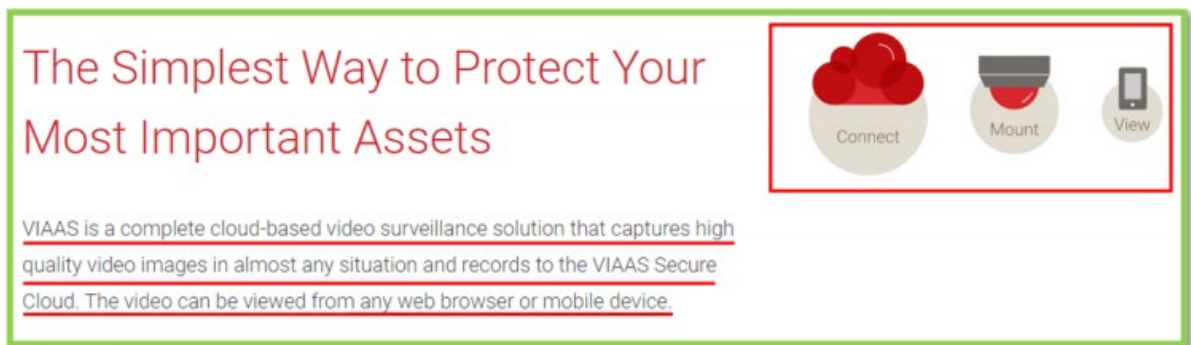 The Simplest Way to Protect Your
Most Important Assets
Connect
Mount
View
VIAAS is a complete cloud-based video surveillance solution that captures high
quality video images in almost any situation and records to the VIAAS Secure
Cloud. The video can be viewed from any web browser or mobile device.